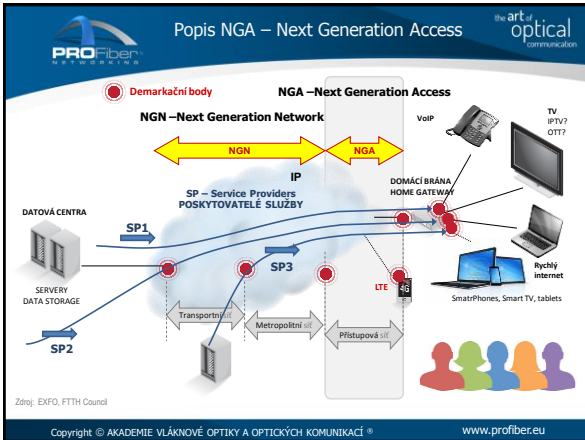 PROFiber
NETWORKING
Popis NGA – Next Generation Access
the art of
optical
communication
Demarkační body
NGA –Next Generation Access
NGN –Next Generation Network
NGN
NGA
VoIP
TV
IPTV?
OTT?
IP
SP – Service Providers
POSKYTOVATELÉ SLUŽBY
DOMÁCÍ BRÁNA
HOME GATEWAY
DATOVÁ CENTRA
SP1
SP3
SERVERY
DATA STORAGE
LTE
4G
Rychlý
internet
SmatrPhones, Smart TV, tablets
Transportní síť
Metropolitní síť
Přístupová síť
SP2
Zdroj: EXFO, FTTH Council
Copyright © AKADEMIE VLÁKNOVÉ OPTIKY A OPTICKÝCH KOMUNIKACÍ ®
www.profiber.eu